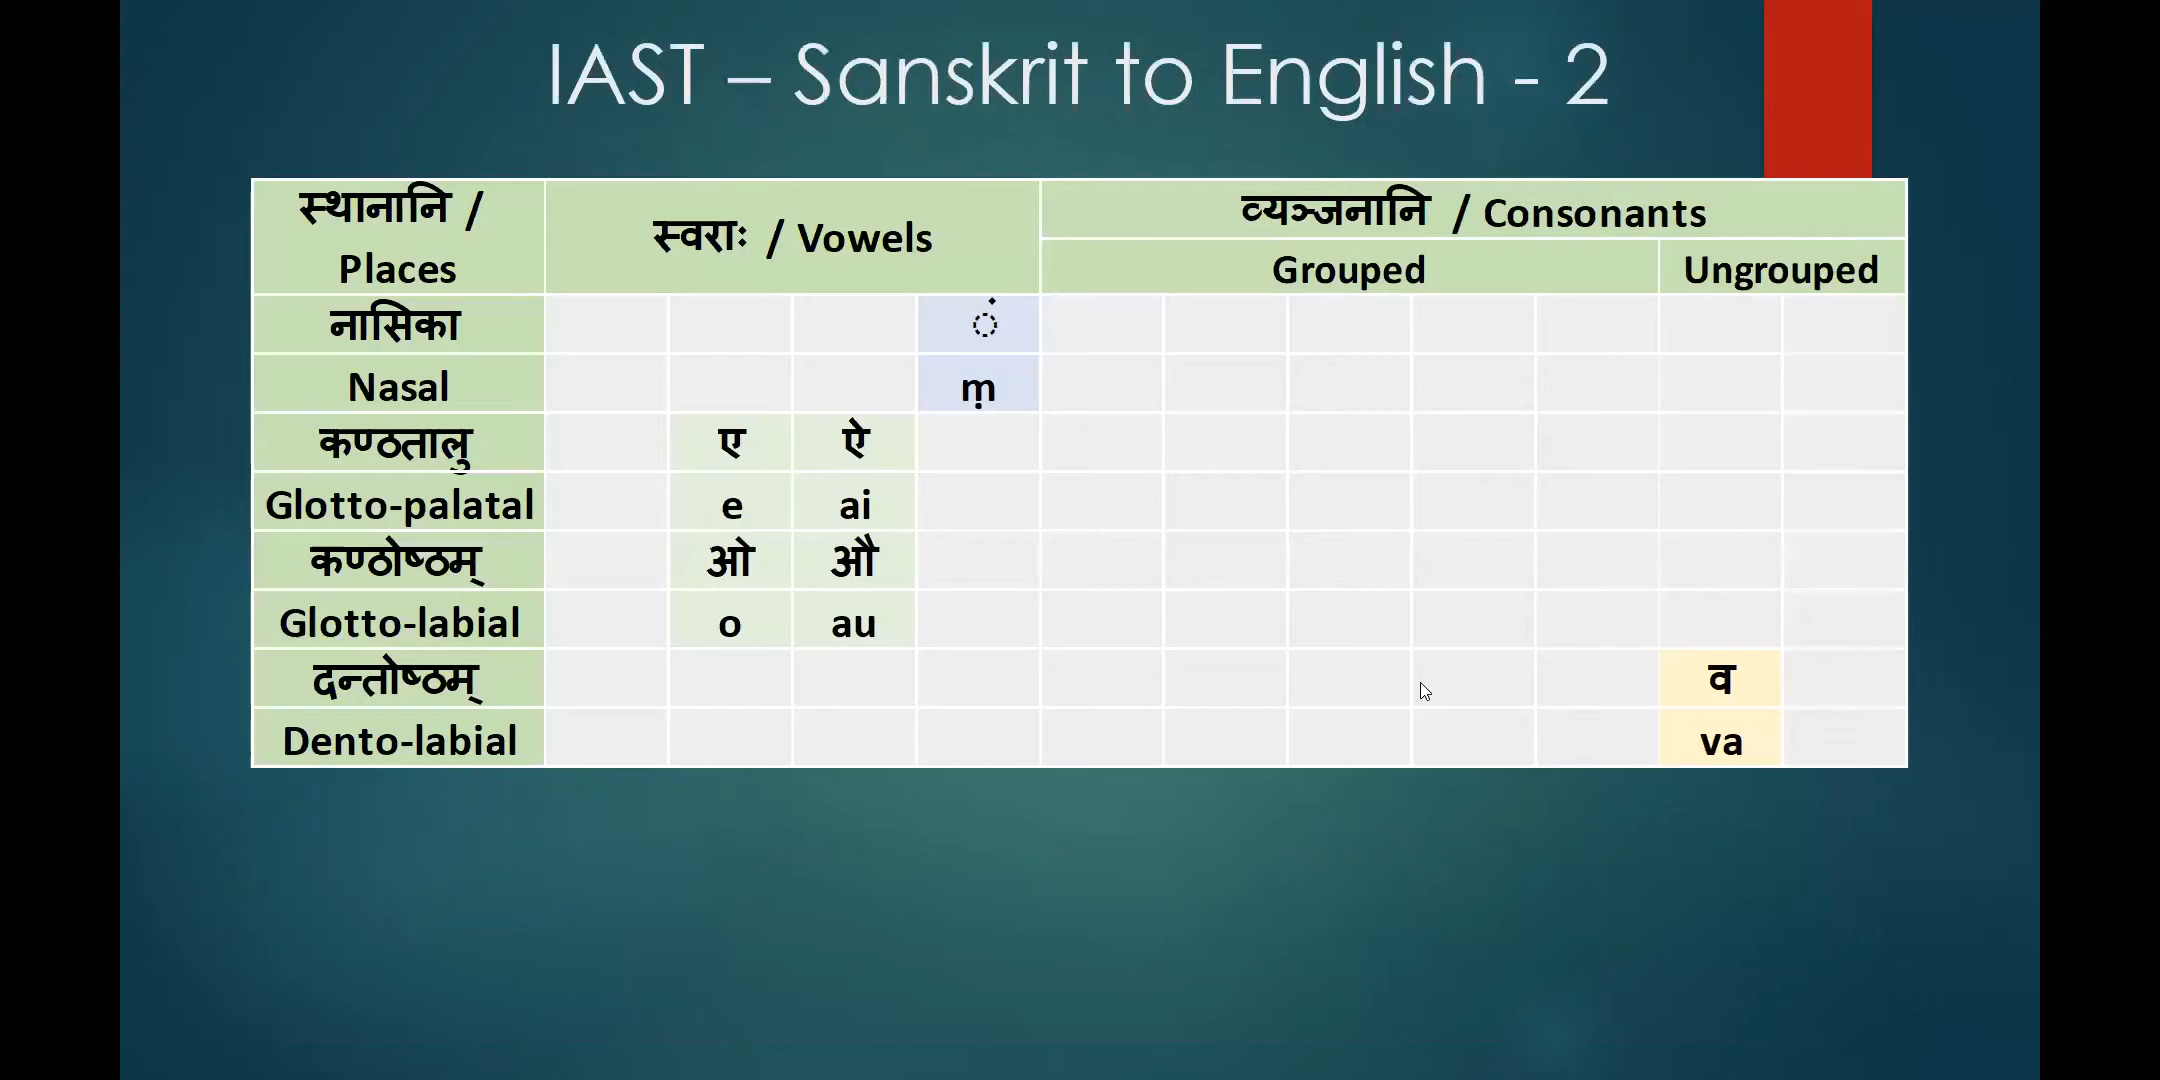 IAST – Sanskrit to English - 2
स्थानानि /
Places
स्वराः / Vowels
व्यञ्जनानि / Consonants
Grouped
Ungrouped
नासिका
ं
Nasal
ṃ
कण्ठतालु
ए
ऐ
Glotto-palatal
e
ai
कण्ठोष्ठम्
ओ
औ
Glotto-labial
o
au
दन्तोष्ठम्
व
Dento-labial
va